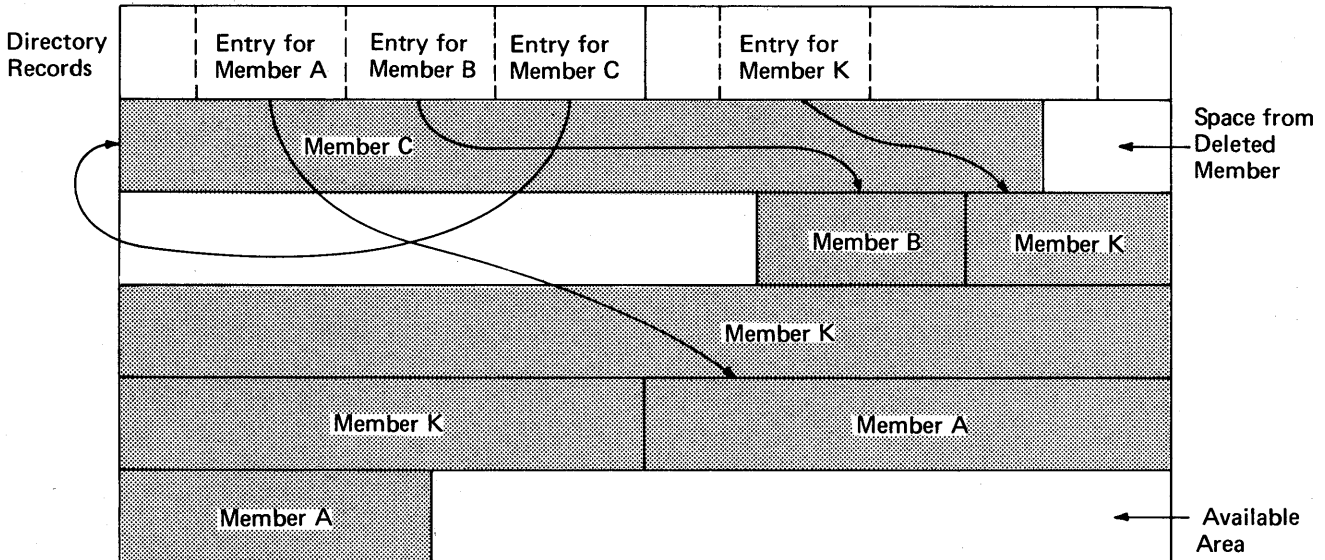 Directory
Records
Entry for
Member A
Entry for
Member B
Entry for
Member C
Entry for
Member K
Member C
Space from
Deleted
Member
Member B
Member K
Member K
Member K
Member A
Member A
Available
Area